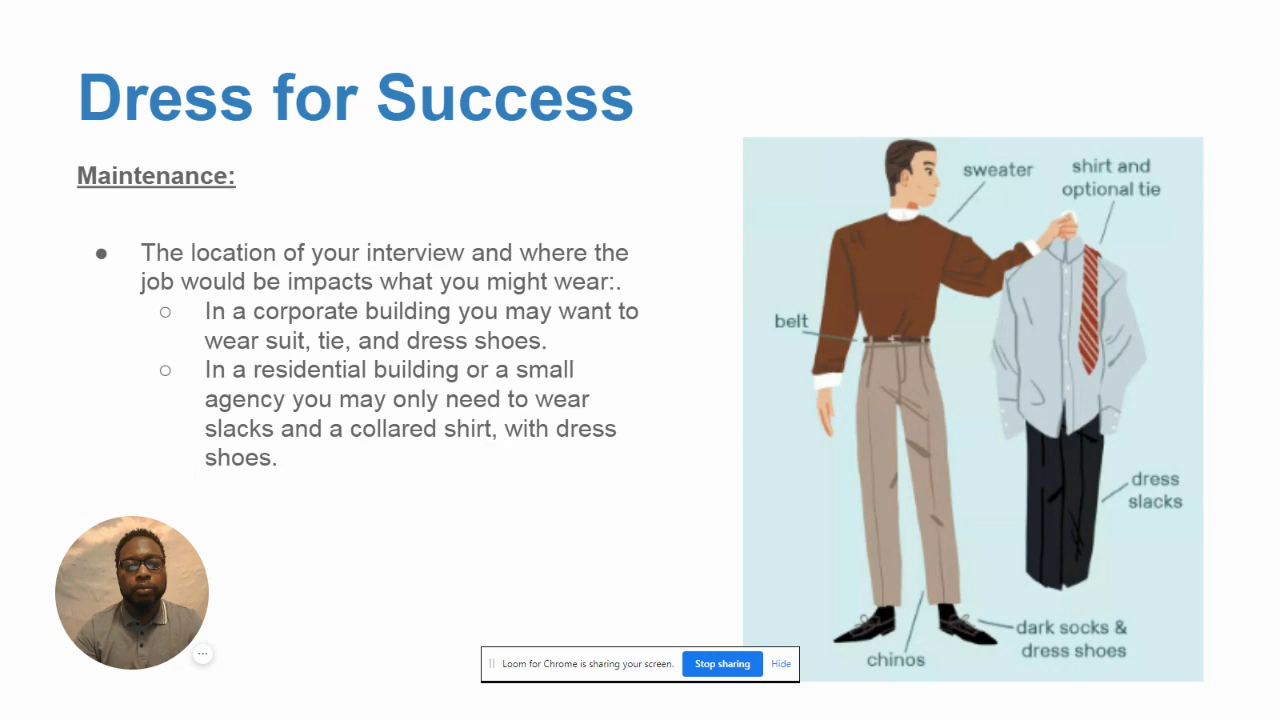 Dress for Success
Maintenance:
● The location of your interview and where the
job would be impacts what you might wear:.
○ In a corporate building you may want to
wear suit, tie, and dress shoes.
○ In a residential building or a small
agency you may only need to wear
slacks and a collared shirt, with dress
shoes.
sweater
shirt and
optional tie
belt
dress
slacks
dark socks &
dress shoes
chinos
Loom for Chrome is sharing your screen.
Stop sharing
Hide